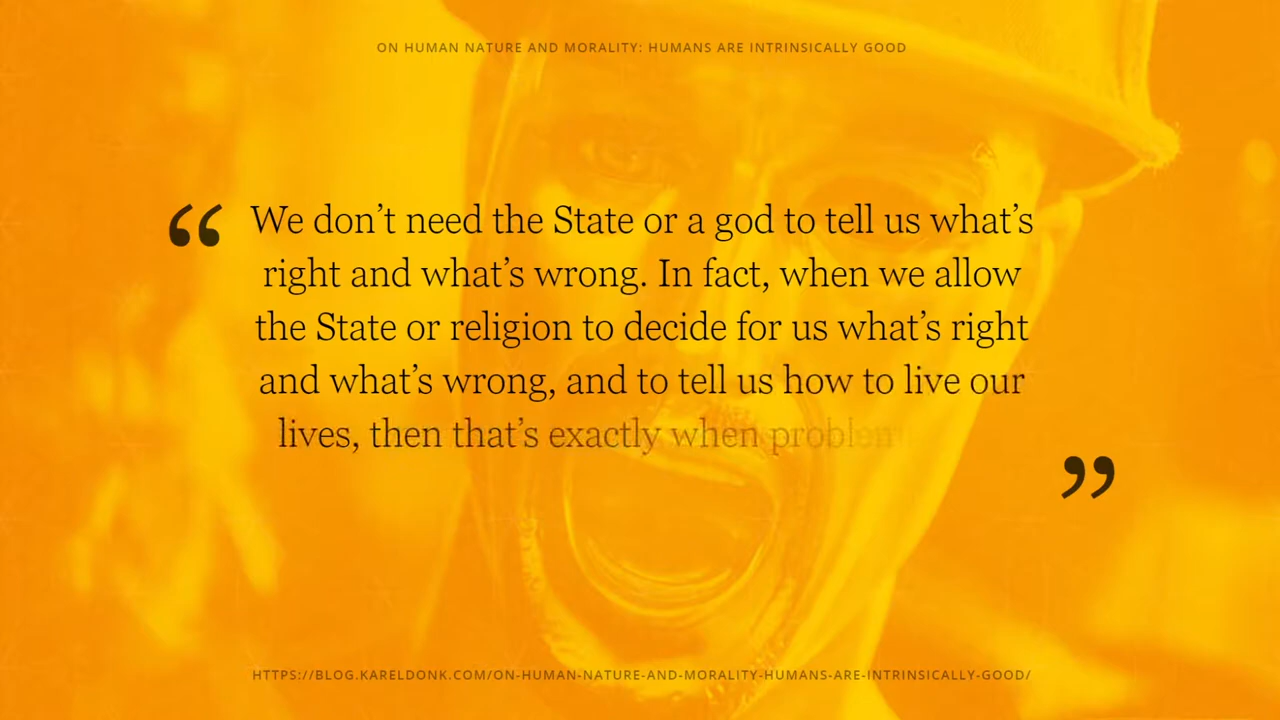 ON HUMAN NATURE AND MORALITY: HUMANS ARE INTRINSICALLY GOOD
“We don’t need the State or a god to tell us what’s
right and what’s wrong. In fact, when we allow
the State or religion to decide for us what’s right
and what’s wrong, and to tell us how to live our
lives, then that’s exactly when problem
”
HTTPS://BLOG.KARELDONK.COM/ON-HUMAN-NATURE-AND-MORALITY-HUMANS-ARE-INTRINSICALLY-GOOD/